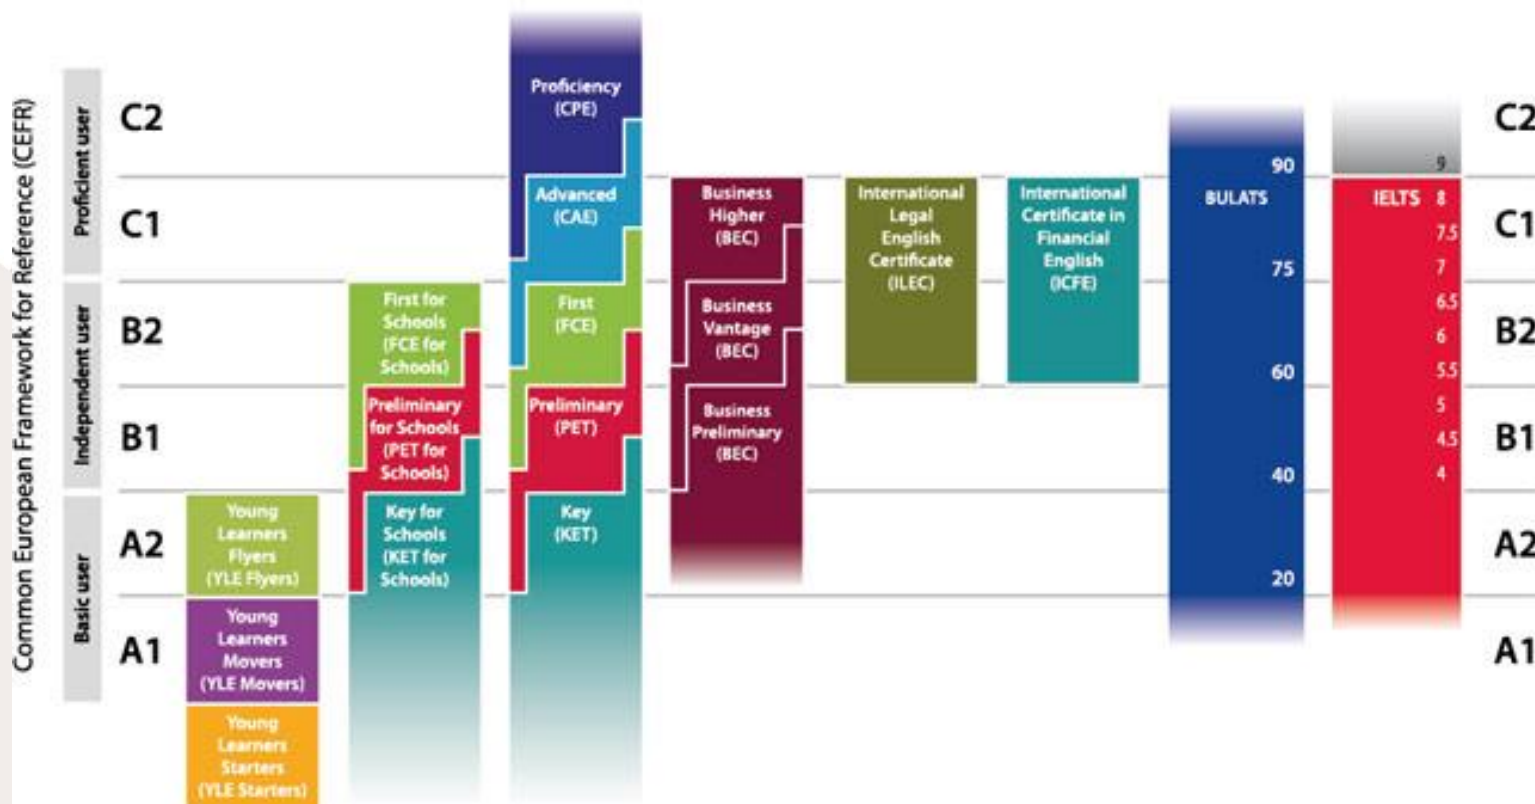 Common European Framework for Reference (CEFR)
Proficient user
Independent user
Basic user
C2
C1
B2
B1
A2
A1
Young
Learners
Flyers
(YLE Flyers)
Young
Learners
Movers
(YLE Movers)
Young
Learners
Starters
(YLE Starters)
First for
Schools
(FCE for
Schools)
Preliminary
for Schools
(PET for
Schools)
Key for
Schools
(KET for
Schools)
Proficiency
(CPE)
Advanced
(CAE)
First
(FCE)
Preliminary
(PET)
Key
(KET)
Business
Higher
(BEC)
Business
Vantage
(BEC)
Business
Preliminary
(BEC)
International
Legal
English
Certificate
(ILEC)
International
Certificate in
Financial
English
(ICFE)
BULATS
90
75
60
40
20
IELTS
9
8
7.5
7
6.5
6
5.5
5
4.5
4
C2
C1
B2
B1
A2
A1